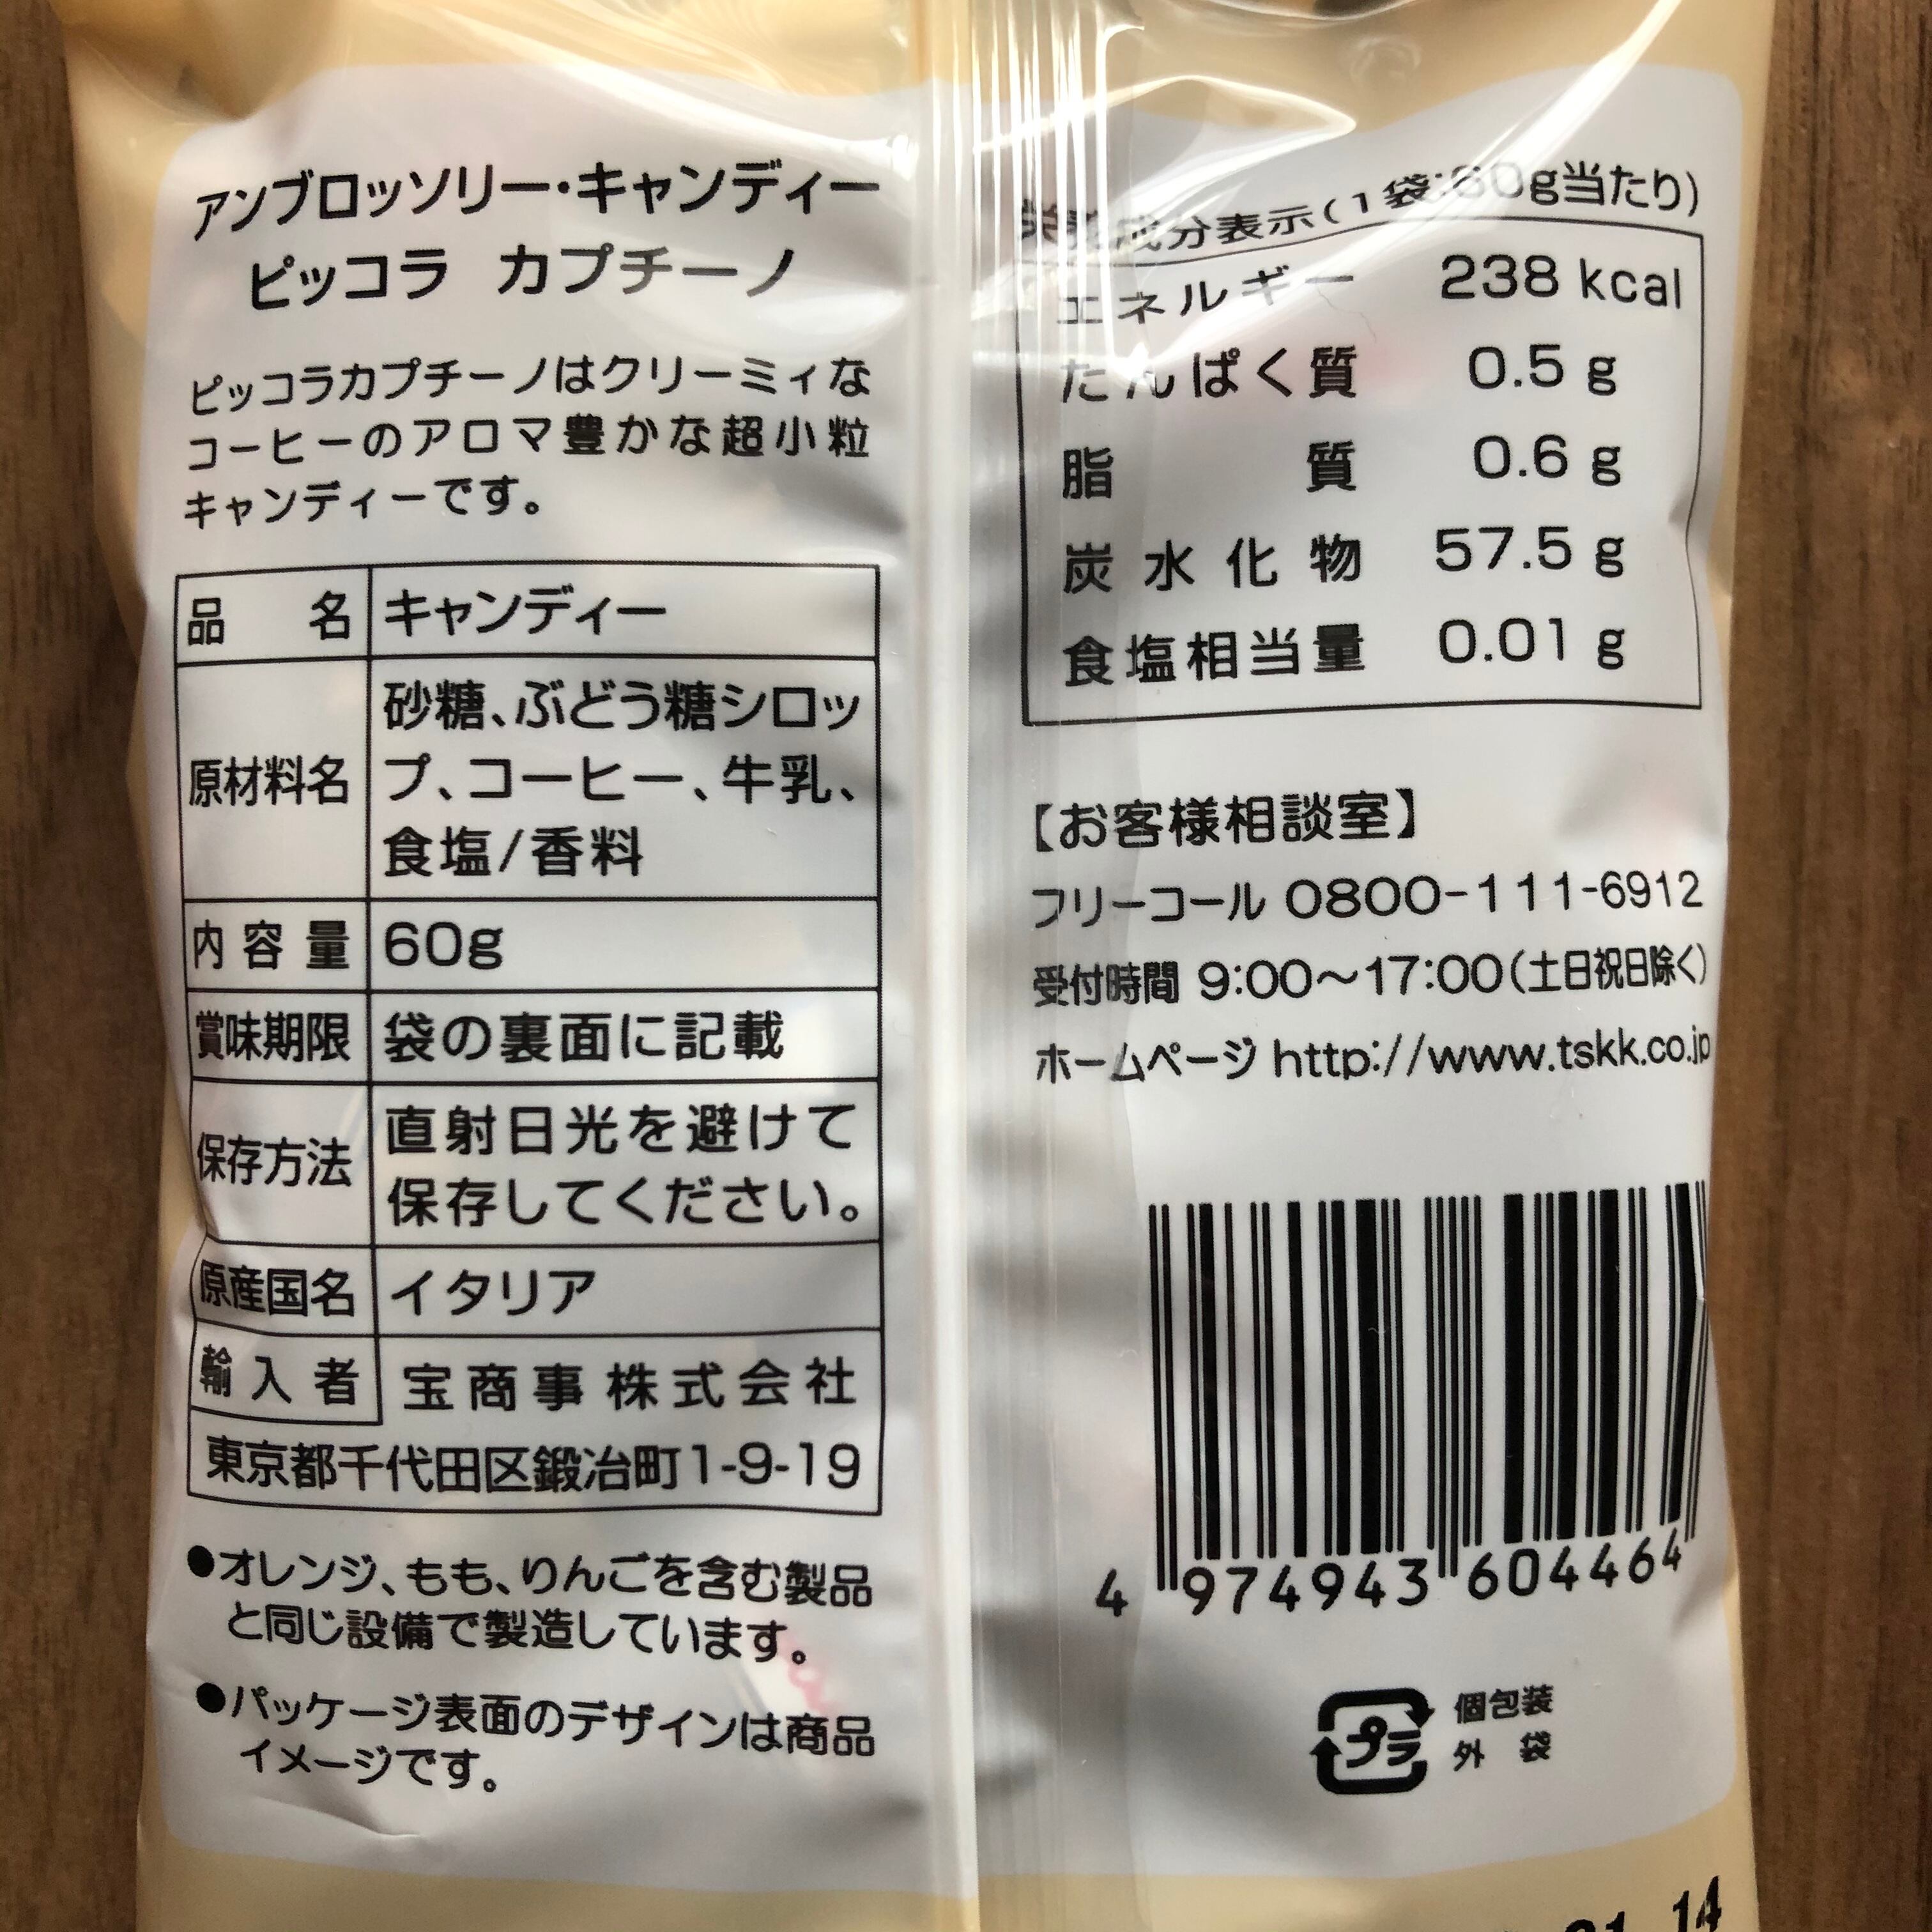 アンブロッソリー・キャンディー
ピッコラ カプチーノ
ピッコラカプチーノはクリーミィな
コーヒーのアロマ豊かな超小粒
キャンディーです。
品名 キャンディー
原材料名 砂糖、ぶどう糖シロッ
プ、コーヒー、牛乳、
食塩/香料
内容量 60g
賞味期限 袋の裏面に記載
保存方法 直射日光を避けて
保存してください。
原産国名 イタリア
輸入者 宝商事株式会社
東京都千代田区鍛冶町1-9-19
●オレンジ、もも、りんごを含む製品
と同じ設備で製造しています。
●パッケージ表面のデザインは商品
イメージです。
栄養成分表示(1袋:60g当たり)
エネルギー 238 kcal
たんぱく質 0.5 g
脂質 0.6 g
炭水化物 57.5 g
食塩相当量 0.01 g
【お客様相談室】
フリーコール 0800-111-6912
受付時間 9:00〜17:00(土日祝日除く)
ホームページ http://www.tskk.co.jp
4 974943 604464
プラ 個包装
外袋
14